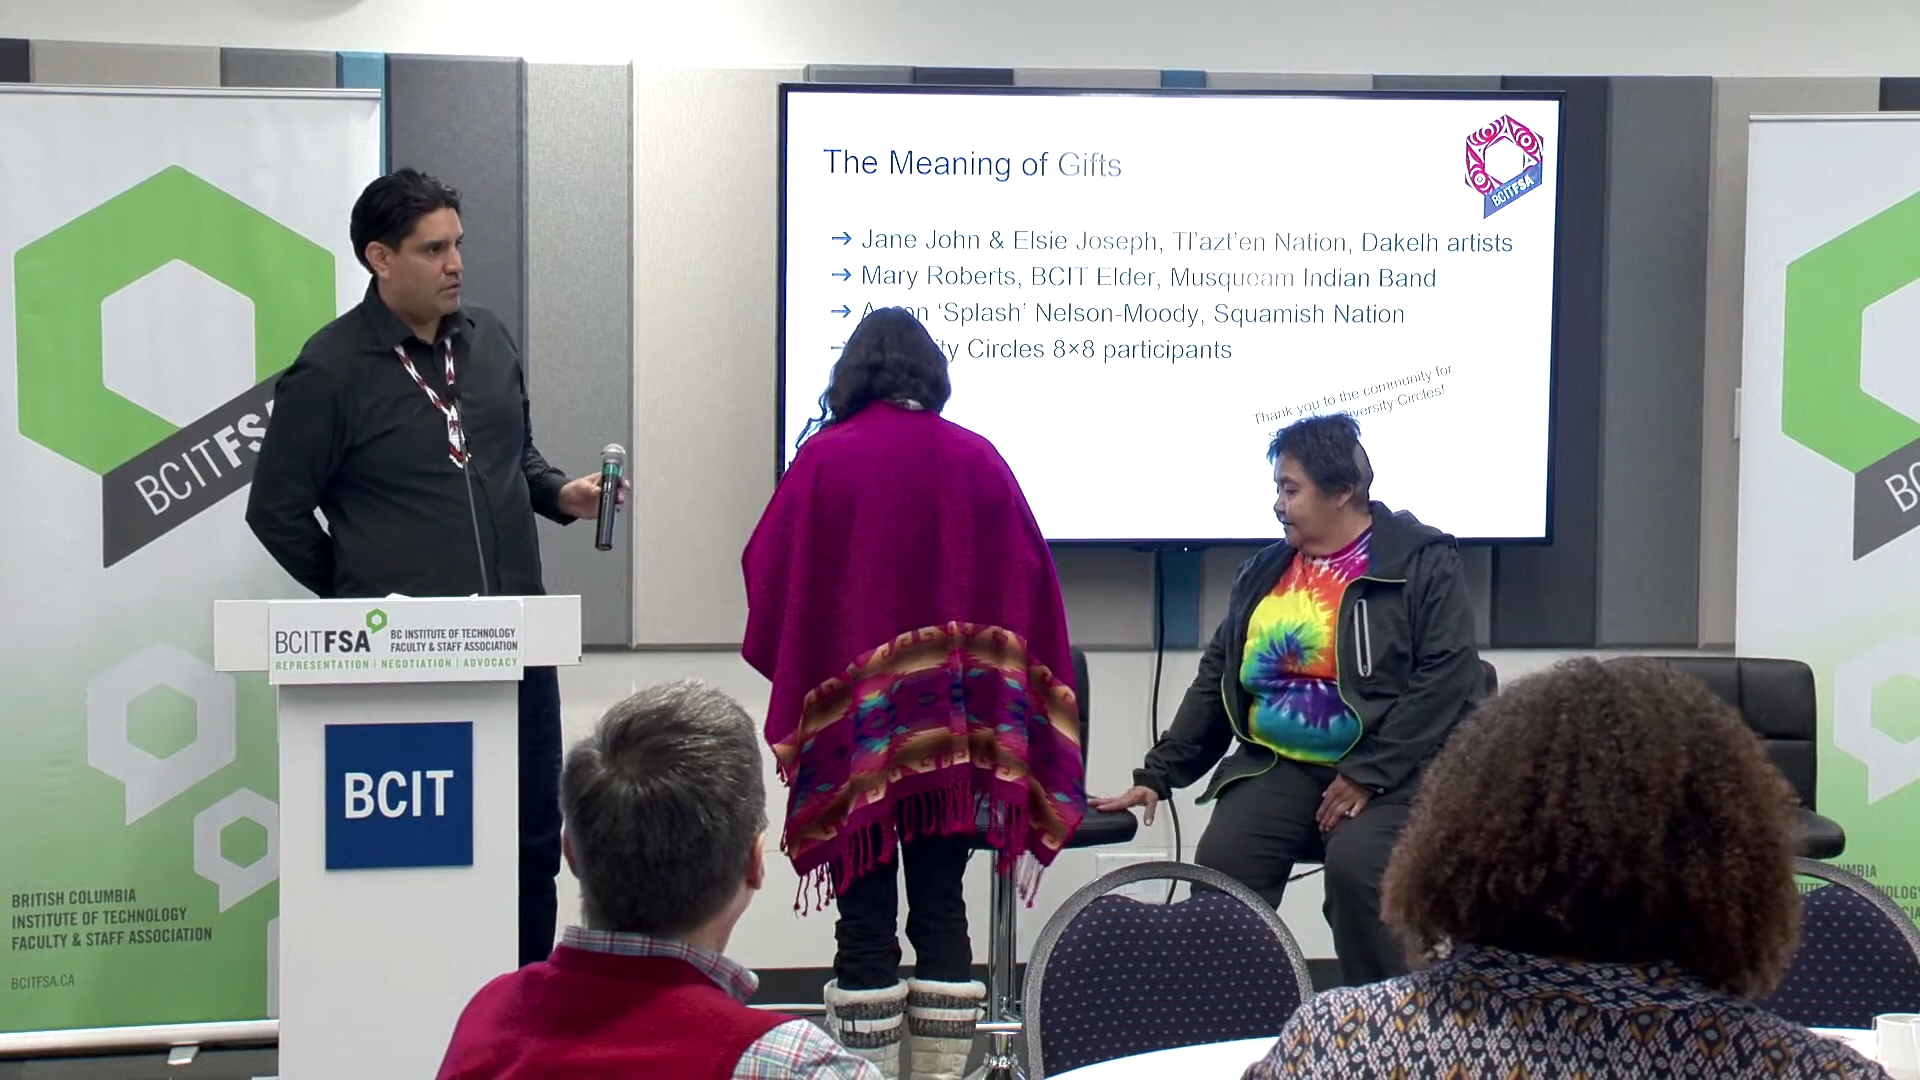 The Meaning of Gifts
BCITFSA
→ Jane John & Elsie Joseph, Tl'azt'en Nation, Dakelh artists
→ Mary Roberts, BCIT Elder, Musqueam Indian Band
→ 'Splash' Nelson-Moody, Squamish Nation
Circles 8×8 participants
Thank you to the community for
Diversity Circles!
BCITFS
BRITISH COLUMBIA
INSTITUTE OF TECHNOLOGY
FACULTY & STAFF ASSOCIATION
BCITFSA.CA
BCITFSA
BC INSTITUTE OF TECHNOLOGY
FACULTY & STAFF ASSOCIATION
REPRESENTATION | NEGOTIATION | ADVOCACY
BCIT